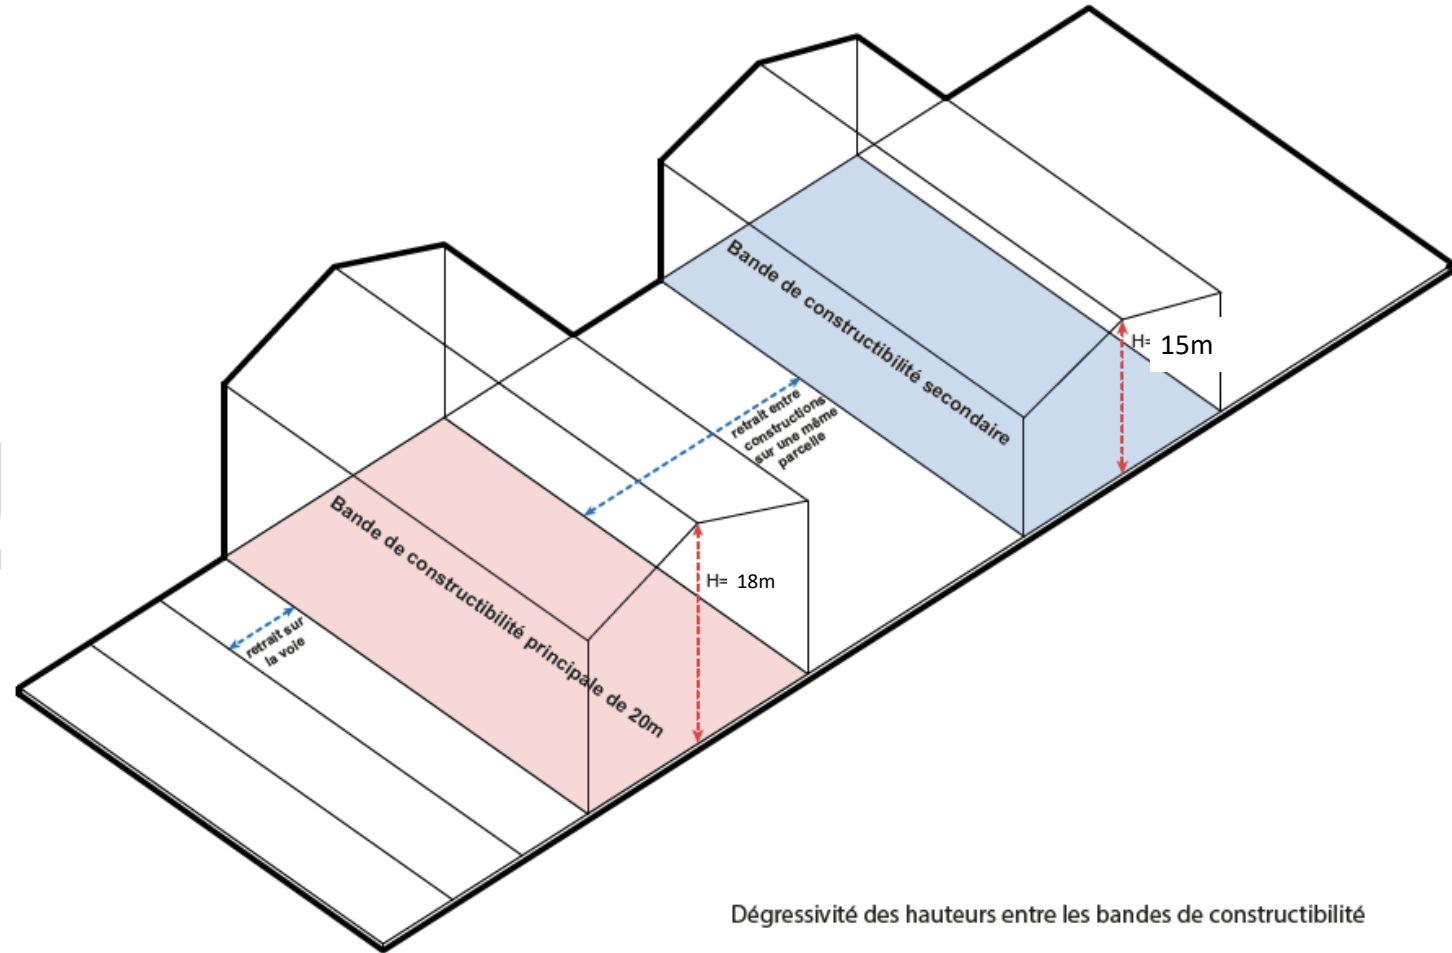 Bande de constructibilité secondaire
H= 15m
retrait entre
constructions
sur une même
parcelle
Bande de constructibilité principale de 20m
H= 18m
retrait sur
la voie
Dégressivité des hauteurs entre les bandes de constructibilité